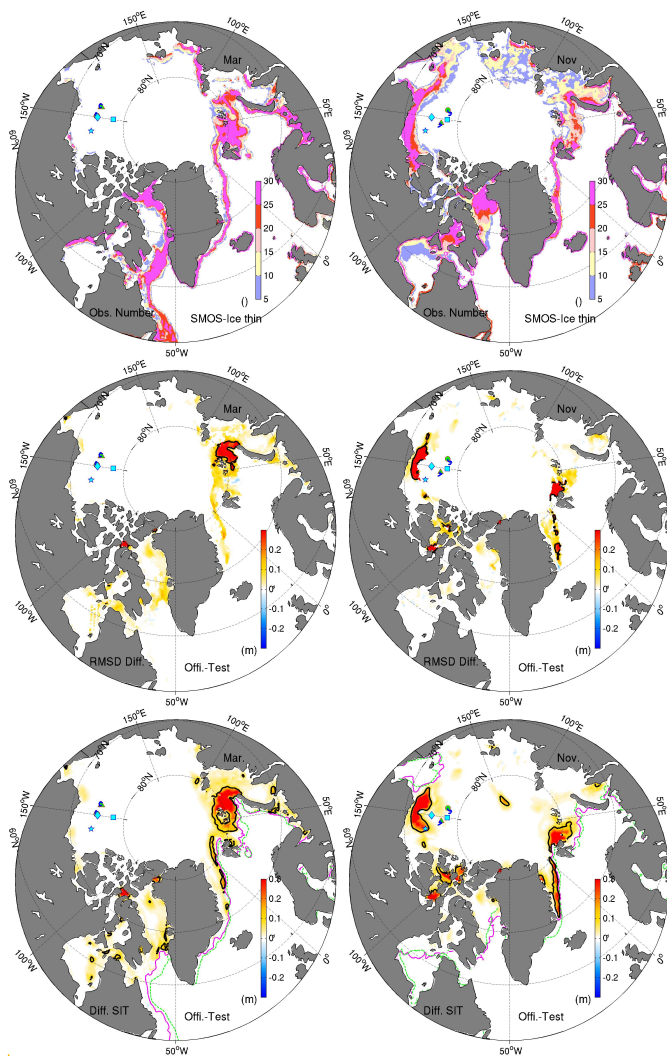 150°E
100°E
Mar
70°N
80°N
150°W
50°E
60°N
30
25
20
15
10
5
()
100°W
0°
Obs. Number
SMOS-Ice thin
50°W
150°E
100°E
Nov
70°N
80°N
150°W
50°E
60°N
30
25
20
15
10
5
()
100°W
0°
Obs. Number
SMOS-Ice thin
50°W
150°E
100°E
Mar
70°N
80°N
150°W
50°E
60°N
0.2
0.1
0
-0.1
-0.2
(m)
100°W
0°
RMSD Diff.
Offi.-Test
50°W
150°E
100°E
Nov
70°N
80°N
150°W
50°E
60°N
0.2
0.1
0
-0.1
-0.2
(m)
100°W
0°
RMSD Diff.
Offi.-Test
50°W
150°E
100°E
Mar.
70°N
80°N
150°W
50°E
60°N
0.3
0.2
0.1
0
-0.1
-0.2
(m)
100°W
0°
Diff. SIT
Offi.-Test
50°W
150°E
100°E
Nov.
70°N
80°N
150°W
50°E
60°N
0.3
0.2
0.1
0
-0.1
-0.2
(m)
100°W
0°
Diff. SIT
Offi.-Test
50°W